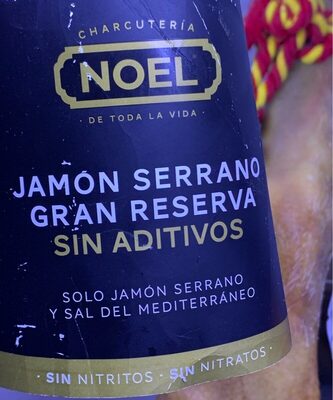 CHARCUTERÍA
NOEL
· DE TODA LA VIDA ·
JAMÓN SERRANO
GRAN RESERVA
SIN ADITIVOS
SOLO JAMÓN SERRANO
Y SAL DEL MEDITERRÁNEO
· SIN NITRITOS · SIN NITRATOS ·